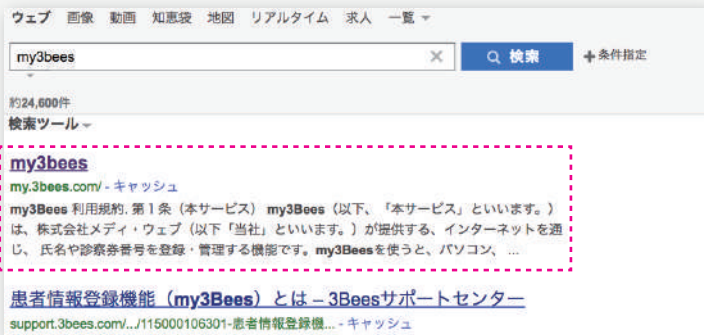 ウェブ 画像 動画 知恵袋 地図 リアルタイム 求人 一覧
my3bees × 検索 +条件指定
約24,600件
検索ツール
my3bees
my.3bees.com/ - キャッシュ
my3Bees 利用規約. 第1条（本サービス） my3Bees（以下、「本サービス」といいます。）
は、株式会社メディ・ウェブ（以下「当社」といいます。）が提供する、インターネットを通
じ、 氏名や診察券番号を登録・管理する機能です。my3Beesを使うと、パソコン、 ...
患者情報登録機能（my3Bees）とは – 3Beesサポートセンター
support.3bees.com/.../115000106301-患者情報登録機... - キャッシュ